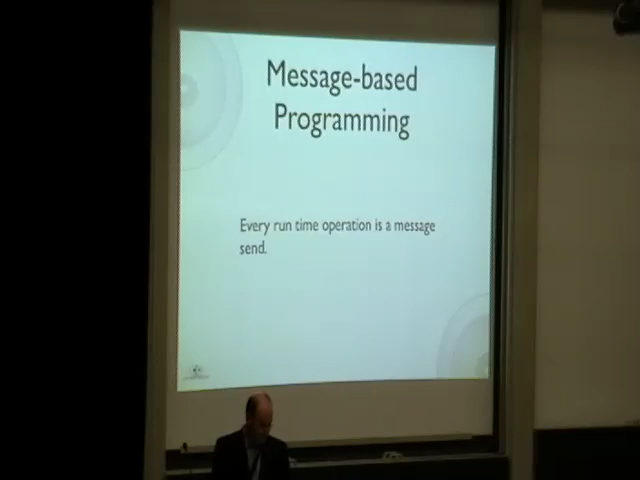 Message-based
Programming
Every run time operation is a message
send.